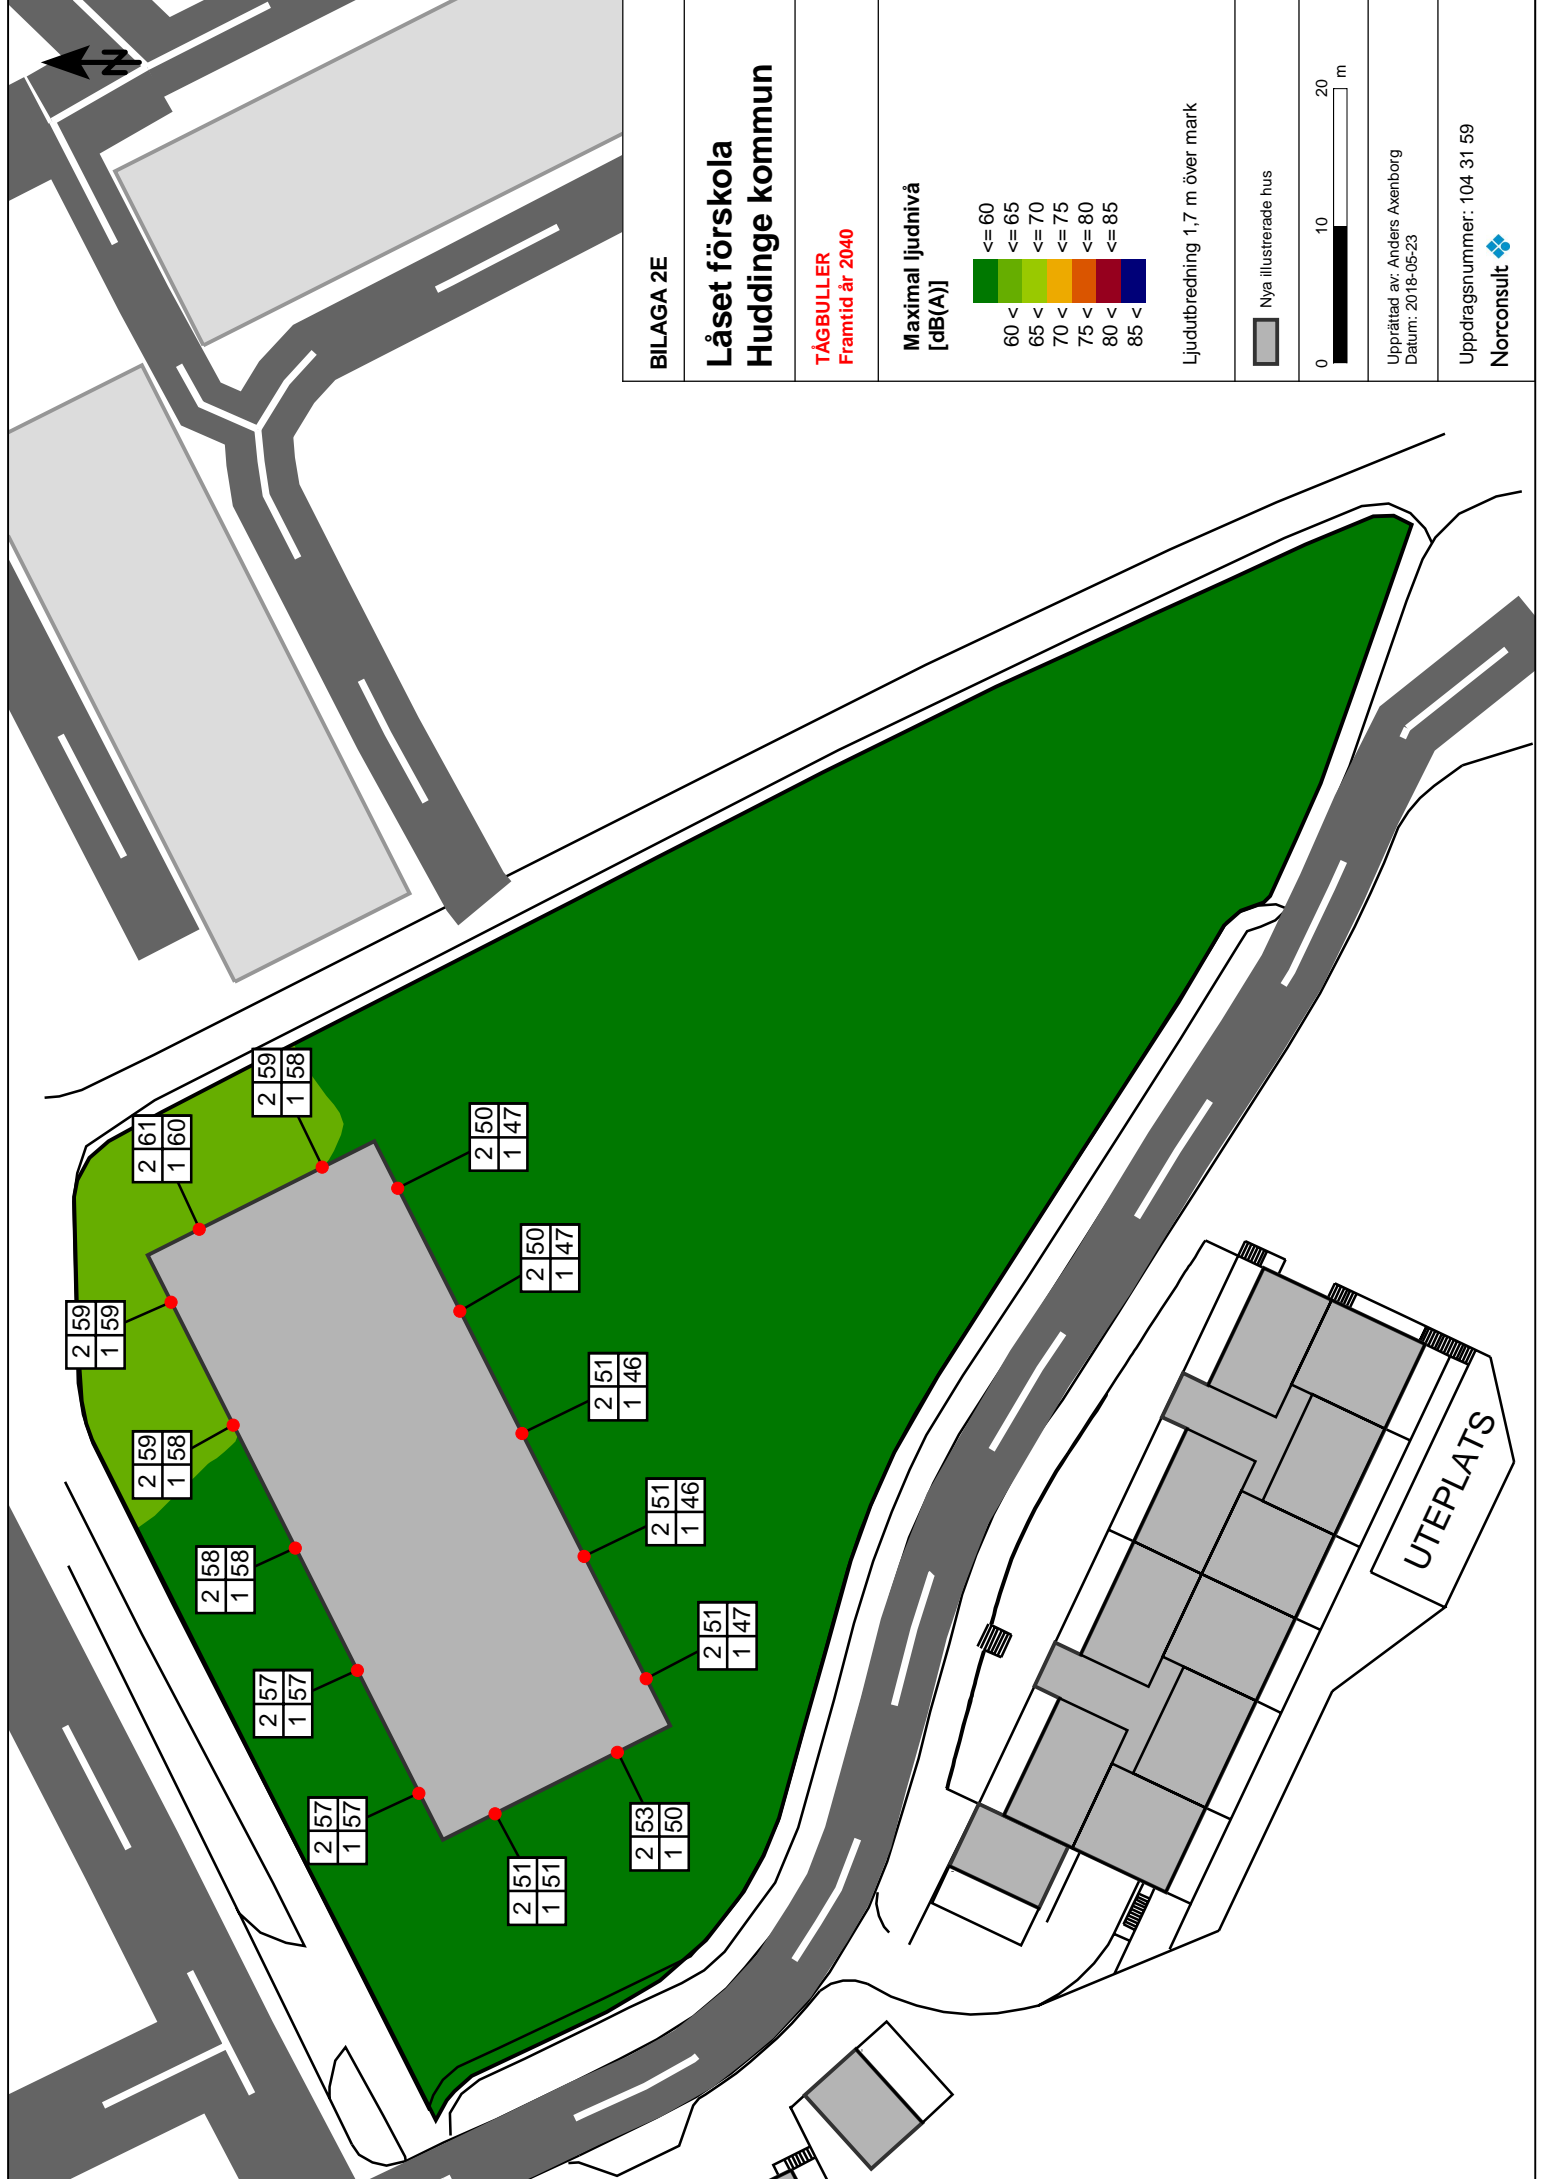 BILAGA 2E
Låset förskola
Huddinge kommun
TÅGBULLER
Framtid år 2040
Maximal ljudnivå
[dB(A)]
<= 60
60 < <= 65
65 < <= 70
70 < <= 75
75 < <= 80
80 < <= 85
85 <
Ljudutbredning 1,7 m över mark
Nya illustrerade hus
0 10 20
m
Upprättad av: Anders Axenborg
Datum: 2018-05-23
Uppdragsnummer: 104 31 59
Norconsult
N
2 59
1 59
2 61
1 60
2 59
1 58
2 59
1 58
2 58
1 58
2 57
1 57
2 57
1 57
2 50
1 47
2 50
1 47
2 51
1 46
2 51
1 46
2 51
1 47
2 53
1 50
2 51
1 51
UTEPLATS